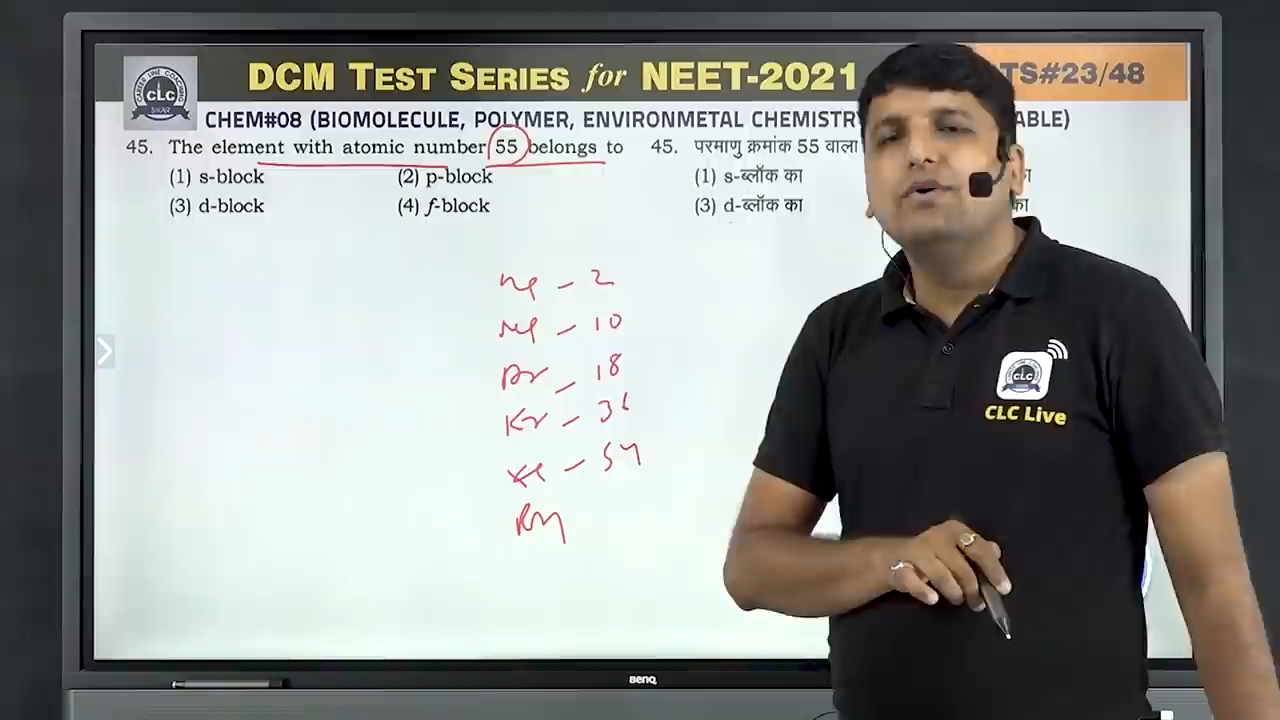 DCM TEST SERIES for NEET-2021 TS#23/48
CLC
SIKAR
CHEM#08 (BIOMOLECULE, POLYMER, ENVIRONMETAL CHEMISTRY ABLE)
45. The element with atomic number 55 belongs to
(1) s-block (2) p-block
(3) d-block (4) f-block
45. परमाणु क्रमांक 55 वाला
(1) s-ब्लॉक का का
(3) d-ब्लॉक का का
He - 2
Ne - 10
Ar - 18
Kr - 36
Xe - 54
Rn
CLC
CLC Live
BenQ